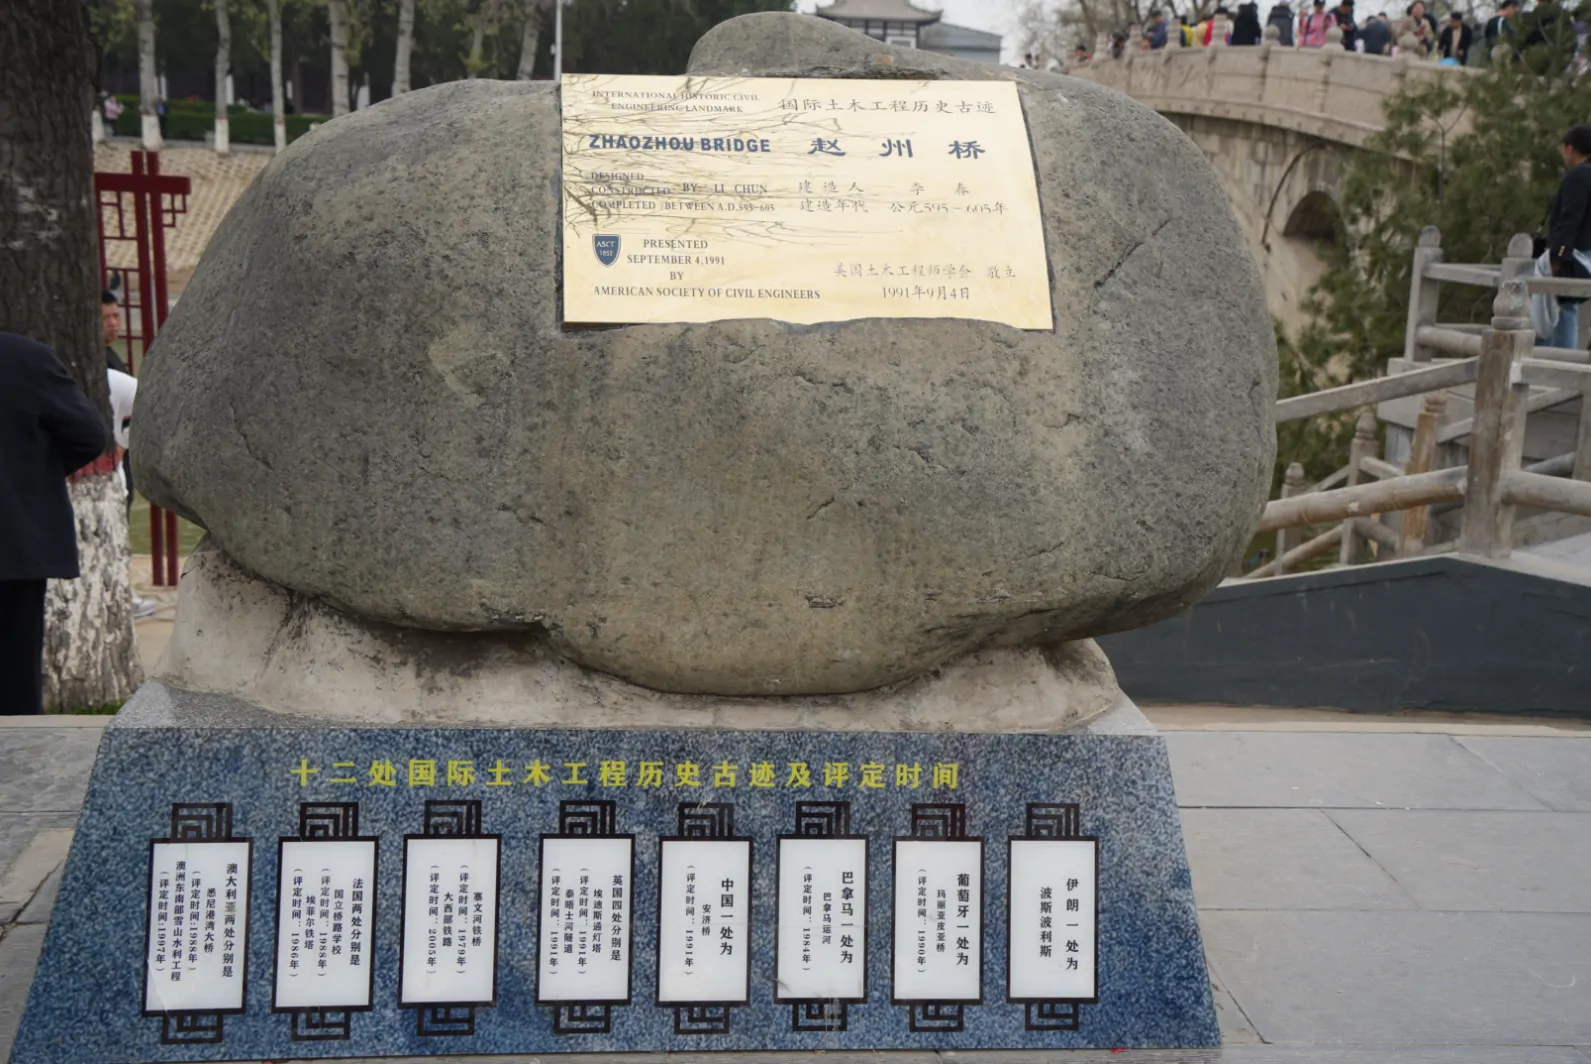 INTERNATIONAL HISTORIC CIVIL
ENGINEERING LANDMARK
国际土木工程历史古迹
ZHAOZHOU BRIDGE
赵州桥
DESIGNED
CONSTRUCTED BY LI CHUN
COMPLETED BETWEEN A.D.595-605
建造人 李春
建造年代 公元595-605年
PRESENTED
SEPTEMBER 4,1991
BY
AMERICAN SOCIETY OF CIVIL ENGINEERS
美国土木工程师学会 敬立
1991年9月4日
十二处国际土木工程历史古迹及评定时间
澳大利亚两处分别是
悉尼港湾大桥
(评定时间:1988年)
澳洲东南部雪山水利工程
(评定时间:1997年)
法国两处分别是
国立桥路学校
(评定时间:1988年)
埃菲尔铁塔
(评定时间:1986年)
塞文河铁桥
(评定时间:1979年)
大西部铁路
(评定时间:2005年)
英国四处分别是
埃迪斯通灯塔
(评定时间:1991年)
泰晤士河隧道
(评定时间:1991年)
中国一处为
安济桥
(评定时间:1991年)
巴拿马一处为
巴拿马运河
(评定时间:1984年)
葡萄牙一处为
玛丽亚皮亚桥
(评定时间:1990年)
伊朗一处为
波斯波利斯